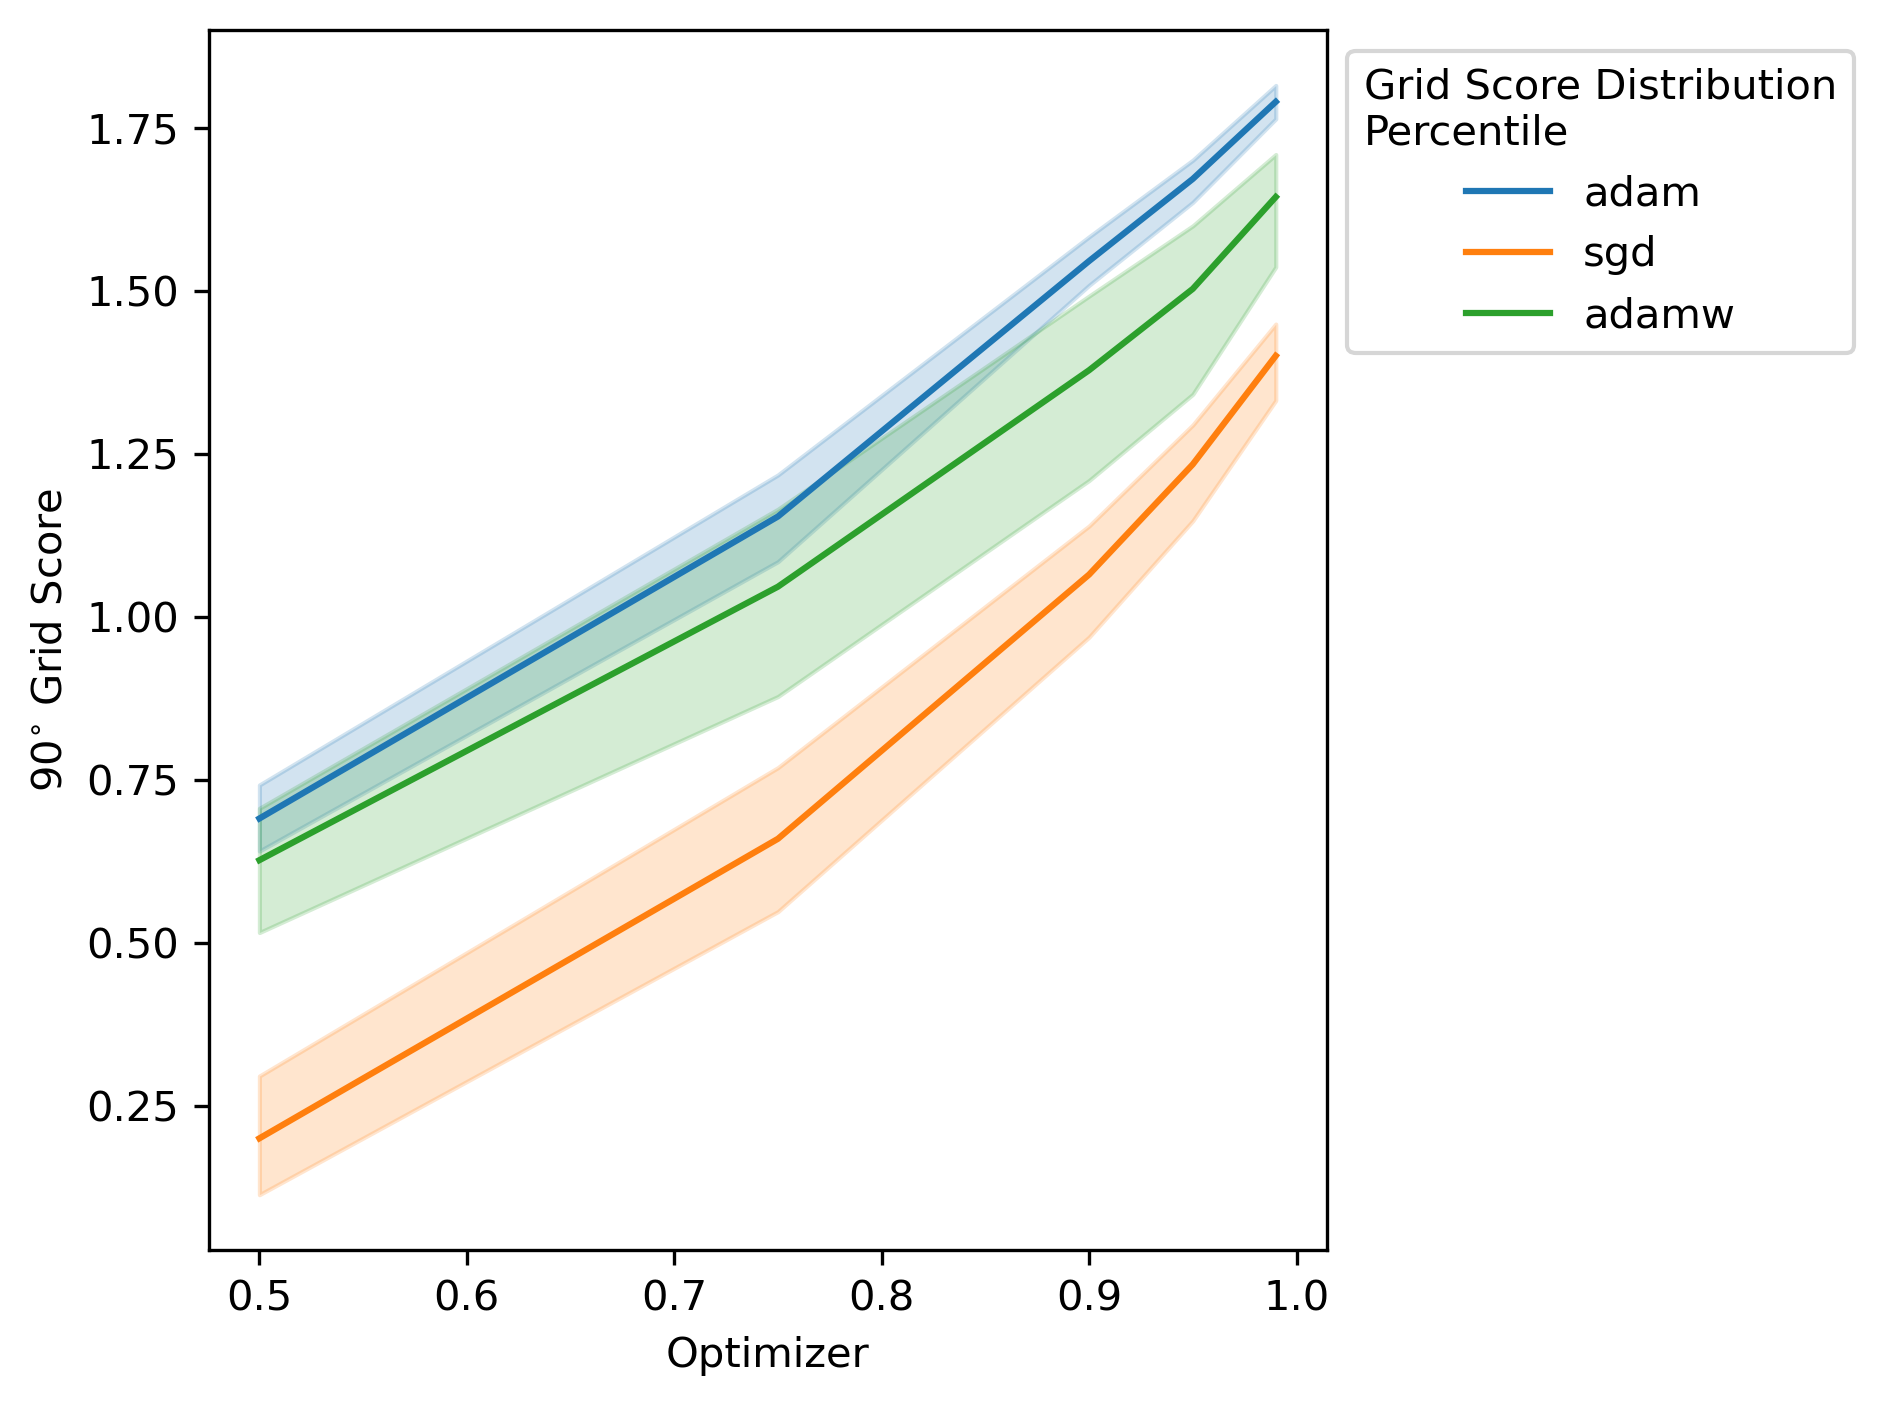 90° Grid Score
1.75
1.50
1.25
1.00
0.75
0.50
0.25
0.5 0.6 0.7 0.8 0.9 1.0
Optimizer
Grid Score Distribution
Percentile
adam
sgd
adamw